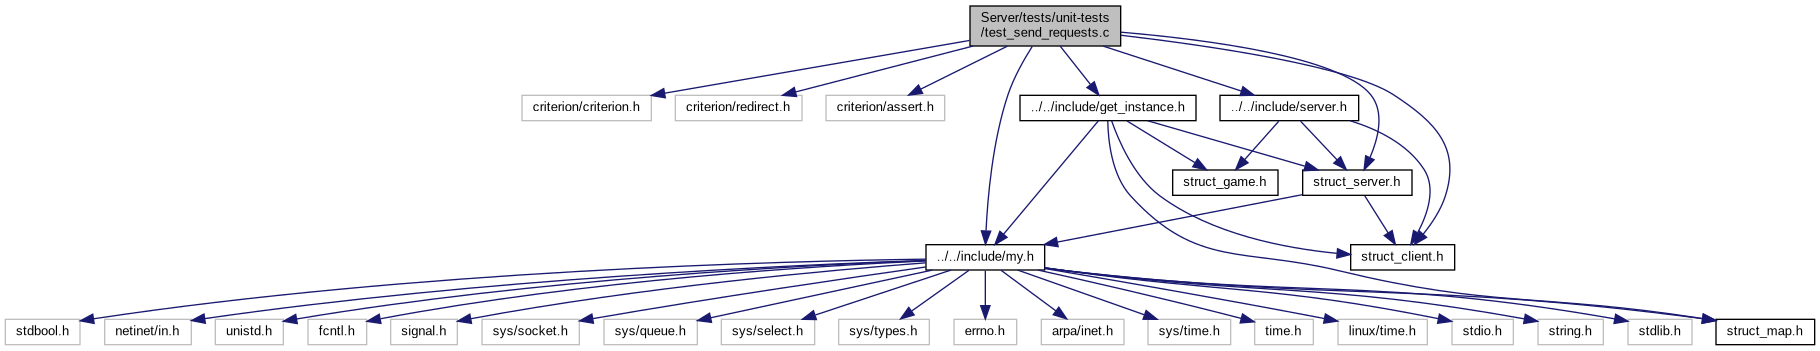 Server/tests/unit-tests
/test_send_requests.c
criterion/criterion.h
criterion/redirect.h
criterion/assert.h
../../include/get_instance.h
../../include/server.h
struct_game.h
struct_server.h
../../include/my.h
struct_client.h
stdbool.h
netinet/in.h
unistd.h
fcntl.h
signal.h
sys/socket.h
sys/queue.h
sys/select.h
sys/types.h
errno.h
arpa/inet.h
sys/time.h
time.h
linux/time.h
stdio.h
string.h
stdlib.h
struct_map.h